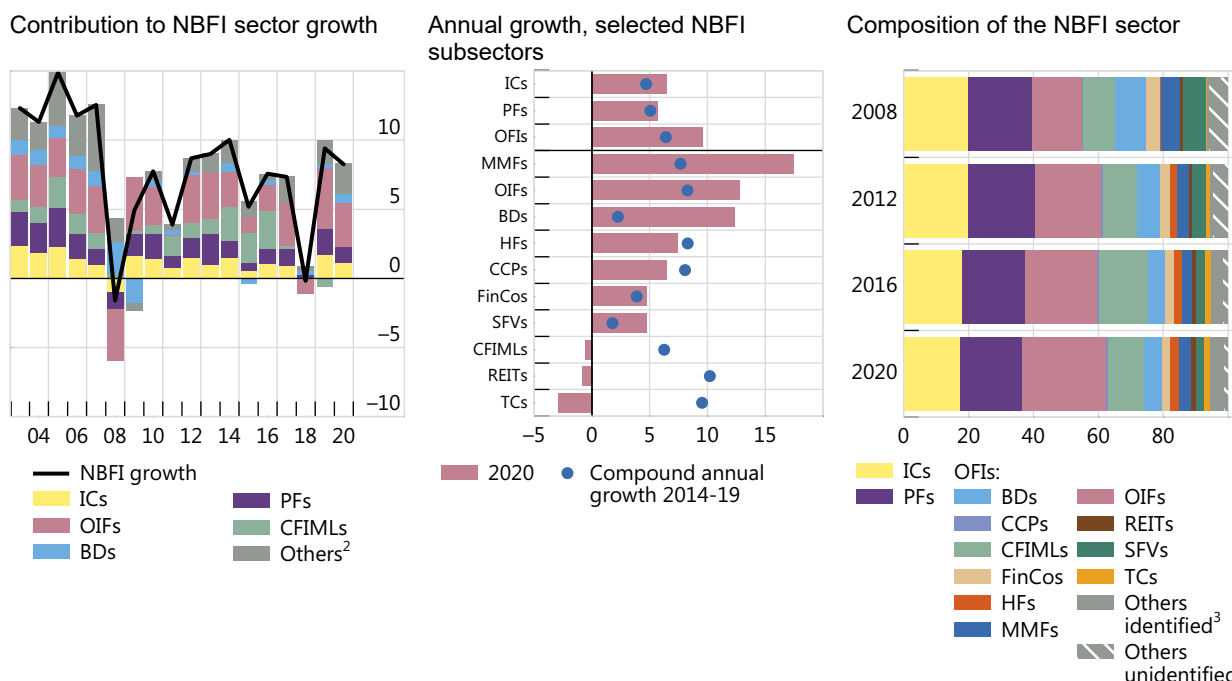 Contribution to NBFI sector growth
10
5
0
–5
–10
04 06 08 10 12 14 16 18 20
NBFI growth
ICs
OIFs
BDs
PFs
CFIMLs
Others²
Annual growth, selected NBFI
subsectors
ICs
PFs
OFIs
MMFs
OIFs
BDs
HFs
CCPs
FinCos
SFVs
CFIMLs
REITs
TCs
–5 0 5 10 15
2020
Compound annual
growth 2014-19
Composition of the NBFI sector
2008
2012
2016
2020
0 20 40 60 80
ICs
PFs
OFIs:
BDs
CCPs
CFIMLs
FinCos
HFs
MMFs
OIFs
REITs
SFVs
TCs
Others
identified³
Others
unidentified